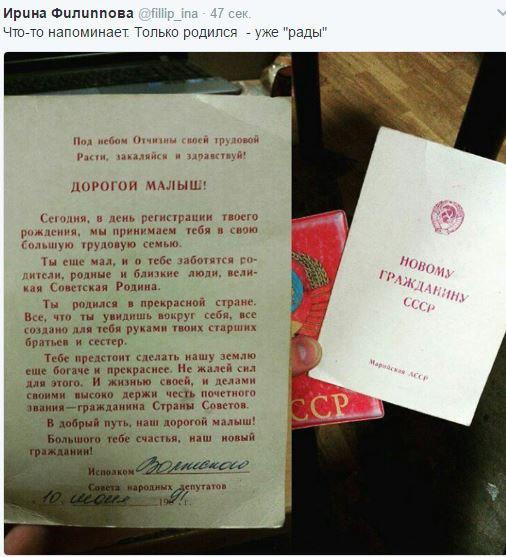 Ирина Филиппова @fillip_ina · 47 сек.
Что-то напоминает. Только родился - уже "рады"
Под небом Отчизны своей трудовой
Расти, закаляйся и здравствуй!
ДОРОГОЙ МАЛЫШ!
Сегодня, в день регистрации твоего
рождения, мы принимаем тебя в свою
большую трудовую семью.
Ты еще мал, и о тебе заботятся ро-
дители, родные и близкие люди, вели-
кая Советская Родина.
Ты родился в прекрасной стране.
Все, что ты увидишь вокруг себя, все
создано для тебя руками твоих старших
братьев и сестер.
Тебе предстоит сделать нашу землю
еще богаче и прекраснее. Не жалей сил
для этого. И жизнью своей, и делами
своими высоко держи честь почетного
звания—гражданина Страны Советов.
В добрый путь, наш дорогой малыш!
Большого тебе счастья, наш новый
гражданин!
Исполком Волжского
Совета народных депутатов
10 июня 1991 г.
СССР
НОВОМУ
ГРАЖДАНИНУ
СССР
Марийская АССР